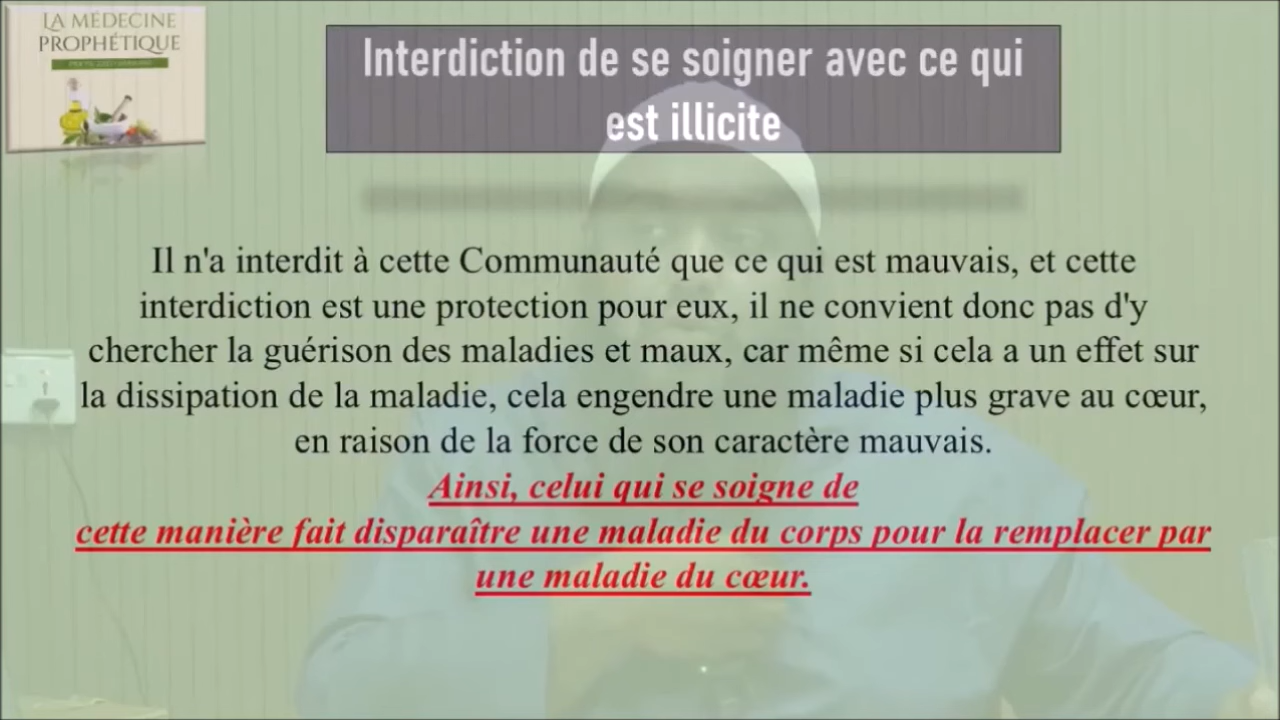 LA MÉDECINE
PROPHÉTIQUE
Interdiction de se soigner avec ce qui
est illicite
Il n'a interdit à cette Communauté que ce qui est mauvais, et cette
interdiction est une protection pour eux, il ne convient donc pas d'y
chercher la guérison des maladies et maux, car même si cela a un effet sur
la dissipation de la maladie, cela engendre une maladie plus grave au cœur,
en raison de la force de son caractère mauvais.
Ainsi, celui qui se soigne de
cette manière fait disparaître une maladie du corps pour la remplacer par
une maladie du cœur.